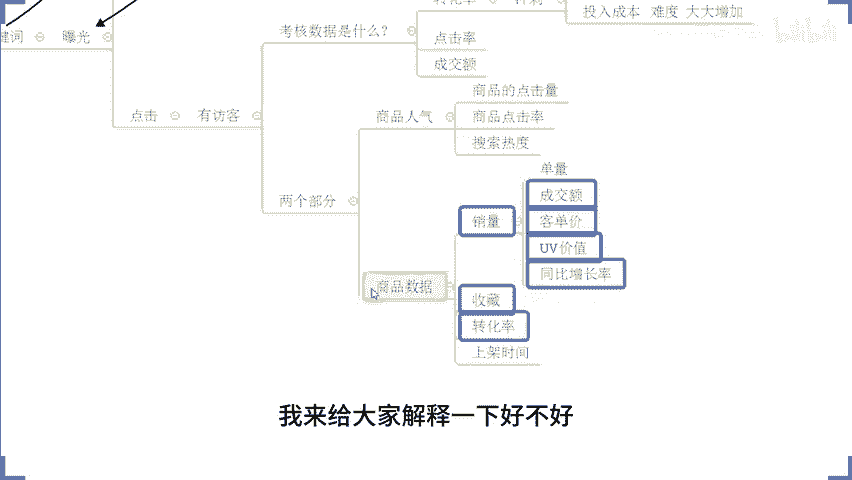 投入成本 难度 大大增加
键词
曝光
考核数据是什么?
点击率
成交额
商品的点击量
点击
有访客
商品人气
商品点击率
搜索热度
单量
成交额
两个部分
销量
客单价
UV价值
同比增长率
商品数据
收藏
转化率
上架时间
我来给大家解释一下好不好